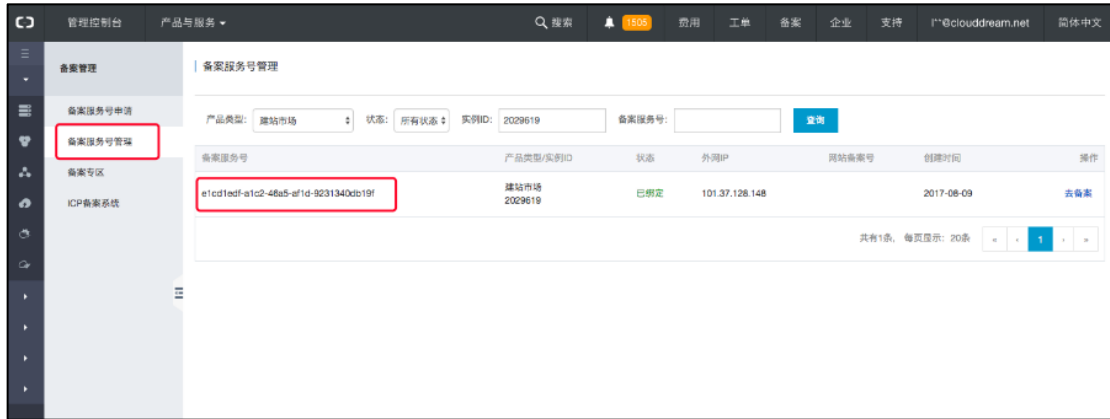 管理控制台 产品与服务 搜索 1505 费用 工单 备案 企业 支持 l**@clouddream.net 简体中文
备案管理
备案服务号管理
备案服务号申请
备案服务号管理
备案专区
ICP备案系统
产品类型: 建站市场 状态: 所有状态 实例ID: 2029619 备案服务号: 查询
备案服务号 产品类型/实例ID 状态 外网IP 网站备案号 创建时间 操作
e1cd1edf-a1c2-46a5-af1d-9231340db19f 建站市场 已绑定 101.37.128.148 2017-08-09 去备案
2029619
共有1条, 每页显示: 20条 « ‹ 1 › »